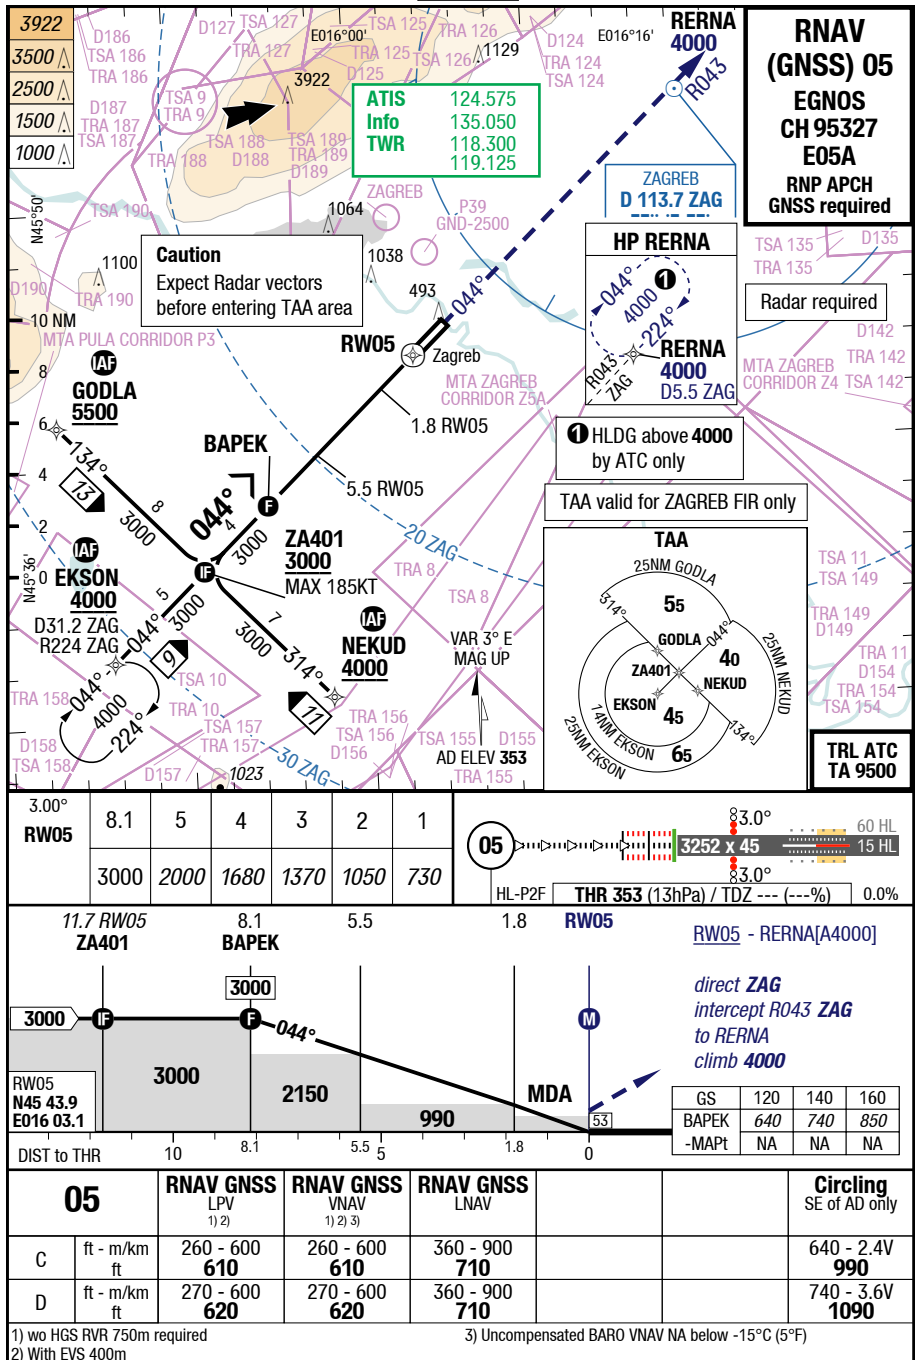 3922
3500
2500
1500
1000
D186
TSA 186
TRA 186
D187
TRA 187
TSA 187
D127
TSA 127
TRA 127
E016°00'
TSA 125
TRA 125
D125
TRA 126
TSA 126
1129
3922
D124
TRA 124
TSA 124
E016°16'
RERNA
4000
R043
TSA 9
TRA 9
TSA 188
D188
TRA 188
TSA 189
TRA 189
D189
ATIS 124.575
Info 135.050
TWR 118.300
119.125
RNAV
(GNSS) 05
EGNOS
CH 95327
E05A
RNP APCH
GNSS required
ZAGREB
D 113.7 ZAG
N45°50'
TSA 190
D190
TRA 190
1100
1064
1038
ZAGREB
P39
GND-2500
Caution
Expect Radar vectors
before entering TAA area
493
044°
HP RERNA
044°
4000
1
224°
R043
ZAG
RERNA
4000
D5.5 ZAG
TSA 135
TRA 135
D135
Radar required
D142
TRA 142
TSA 142
MTA ZAGREB
CORRIDOR Z4
10 NM
8
6
4
2
0
MTA PULA CORRIDOR P3
RW05
Zagreb
MTA ZAGREB
CORRIDOR Z5A
IAF
GODLA
5500
134°
13
8
3000
BAPEK
F
044°
4
3000
1.8 RW05
5.5 RW05
1 HLDG above 4000
by ATC only
TAA valid for ZAGREB FIR only
N45°36'
IAF
EKSON
4000
D31.2 ZAG
R224 ZAG
IF
ZA401
3000
MAX 185KT
20 ZAG
TRA 8
TSA 8
5
3000
044°
9
7
3000
314°
11
IAF
NEKUD
4000
VAR 3° E
MAG UP
AD ELEV 353
044°
4000
224°
TRA 158
D158
TSA 158
TSA 10
TRA 10
TSA 157
TRA 157
D157
1023
30 ZAG
TRA 156
TSA 156
D156
TSA 155
D155
TRA 155
TAA
25NM GODLA
55
314°
GODLA
044°
ZA401
40
NEKUD
EKSON
45
25NM NEKUD
134°
14NM EKSON
25NM EKSON
65
TSA 11
TSA 149
TRA 149
D149
TRA 11
D154
TRA 154
TSA 154
TRL ATC
TA 9500
3.00°
RW05
8.1 5 4 3 2 1
3000 2000 1680 1370 1050 730
05
3.0°
3252 x 45
3.0°
60 HL
15 HL
HL-P2F
THR 353 (13hPa) / TDZ --- (---%)
0.0%
11.7 RW05 8.1 5.5 1.8 RW05
ZA401 BAPEK
3000
3000
IF
F
044°
M
3000
2150
990
MDA
53
RW05
N45 43.9
E016 03.1
DIST to THR 10 8.1 5.5 5 1.8 0
RW05 - RERNA[A4000]
direct ZAG
intercept R043 ZAG
to RERNA
climb 4000
GS 120 140 160
BAPEK 640 740 850
-MAPt NA NA NA
05
RNAV GNSS
LPV
1) 2)
RNAV GNSS
VNAV
1) 2) 3)
RNAV GNSS
LNAV
Circling
SE of AD only
C ft - m/km 260 - 600 260 - 600 360 - 900 640 - 2.4V
ft 610 610 710 990
D ft - m/km 270 - 600 270 - 600 360 - 900 740 - 3.6V
ft 620 620 710 1090
1) wo HGS RVR 750m required
2) With EVS 400m
3) Uncompensated BARO VNAV NA below -15°C (5°F)